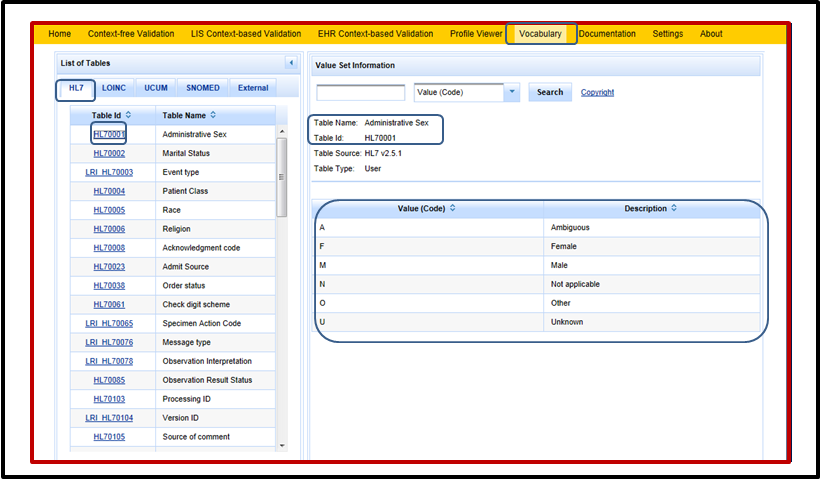 Home Context-free Validation LIS Context-based Validation EHR Context-based Validation Profile Viewer Vocabulary Documentation Settings About
List of Tables
HL7 LOINC UCUM SNOMED External
Table Id Table Name
HL70001 Administrative Sex
HL70002 Marital Status
LRI_HL70003 Event type
HL70004 Patient Class
HL70005 Race
HL70006 Religion
HL70008 Acknowledgment code
HL70023 Admit Source
HL70038 Order status
HL70061 Check digit scheme
LRI_HL70065 Specimen Action Code
LRI_HL70076 Message type
LRI_HL70078 Observation Interpretation
HL70085 Observation Result Status
HL70103 Processing ID
LRI_HL70104 Version ID
HL70105 Source of comment
Value Set Information
Value (Code) Search Copyright
Table Name: Administrative Sex
Table Id: HL70001
Table Source: HL7 v2.5.1
Table Type: User
Value (Code) Description
A Ambiguous
F Female
M Male
N Not applicable
O Other
U Unknown